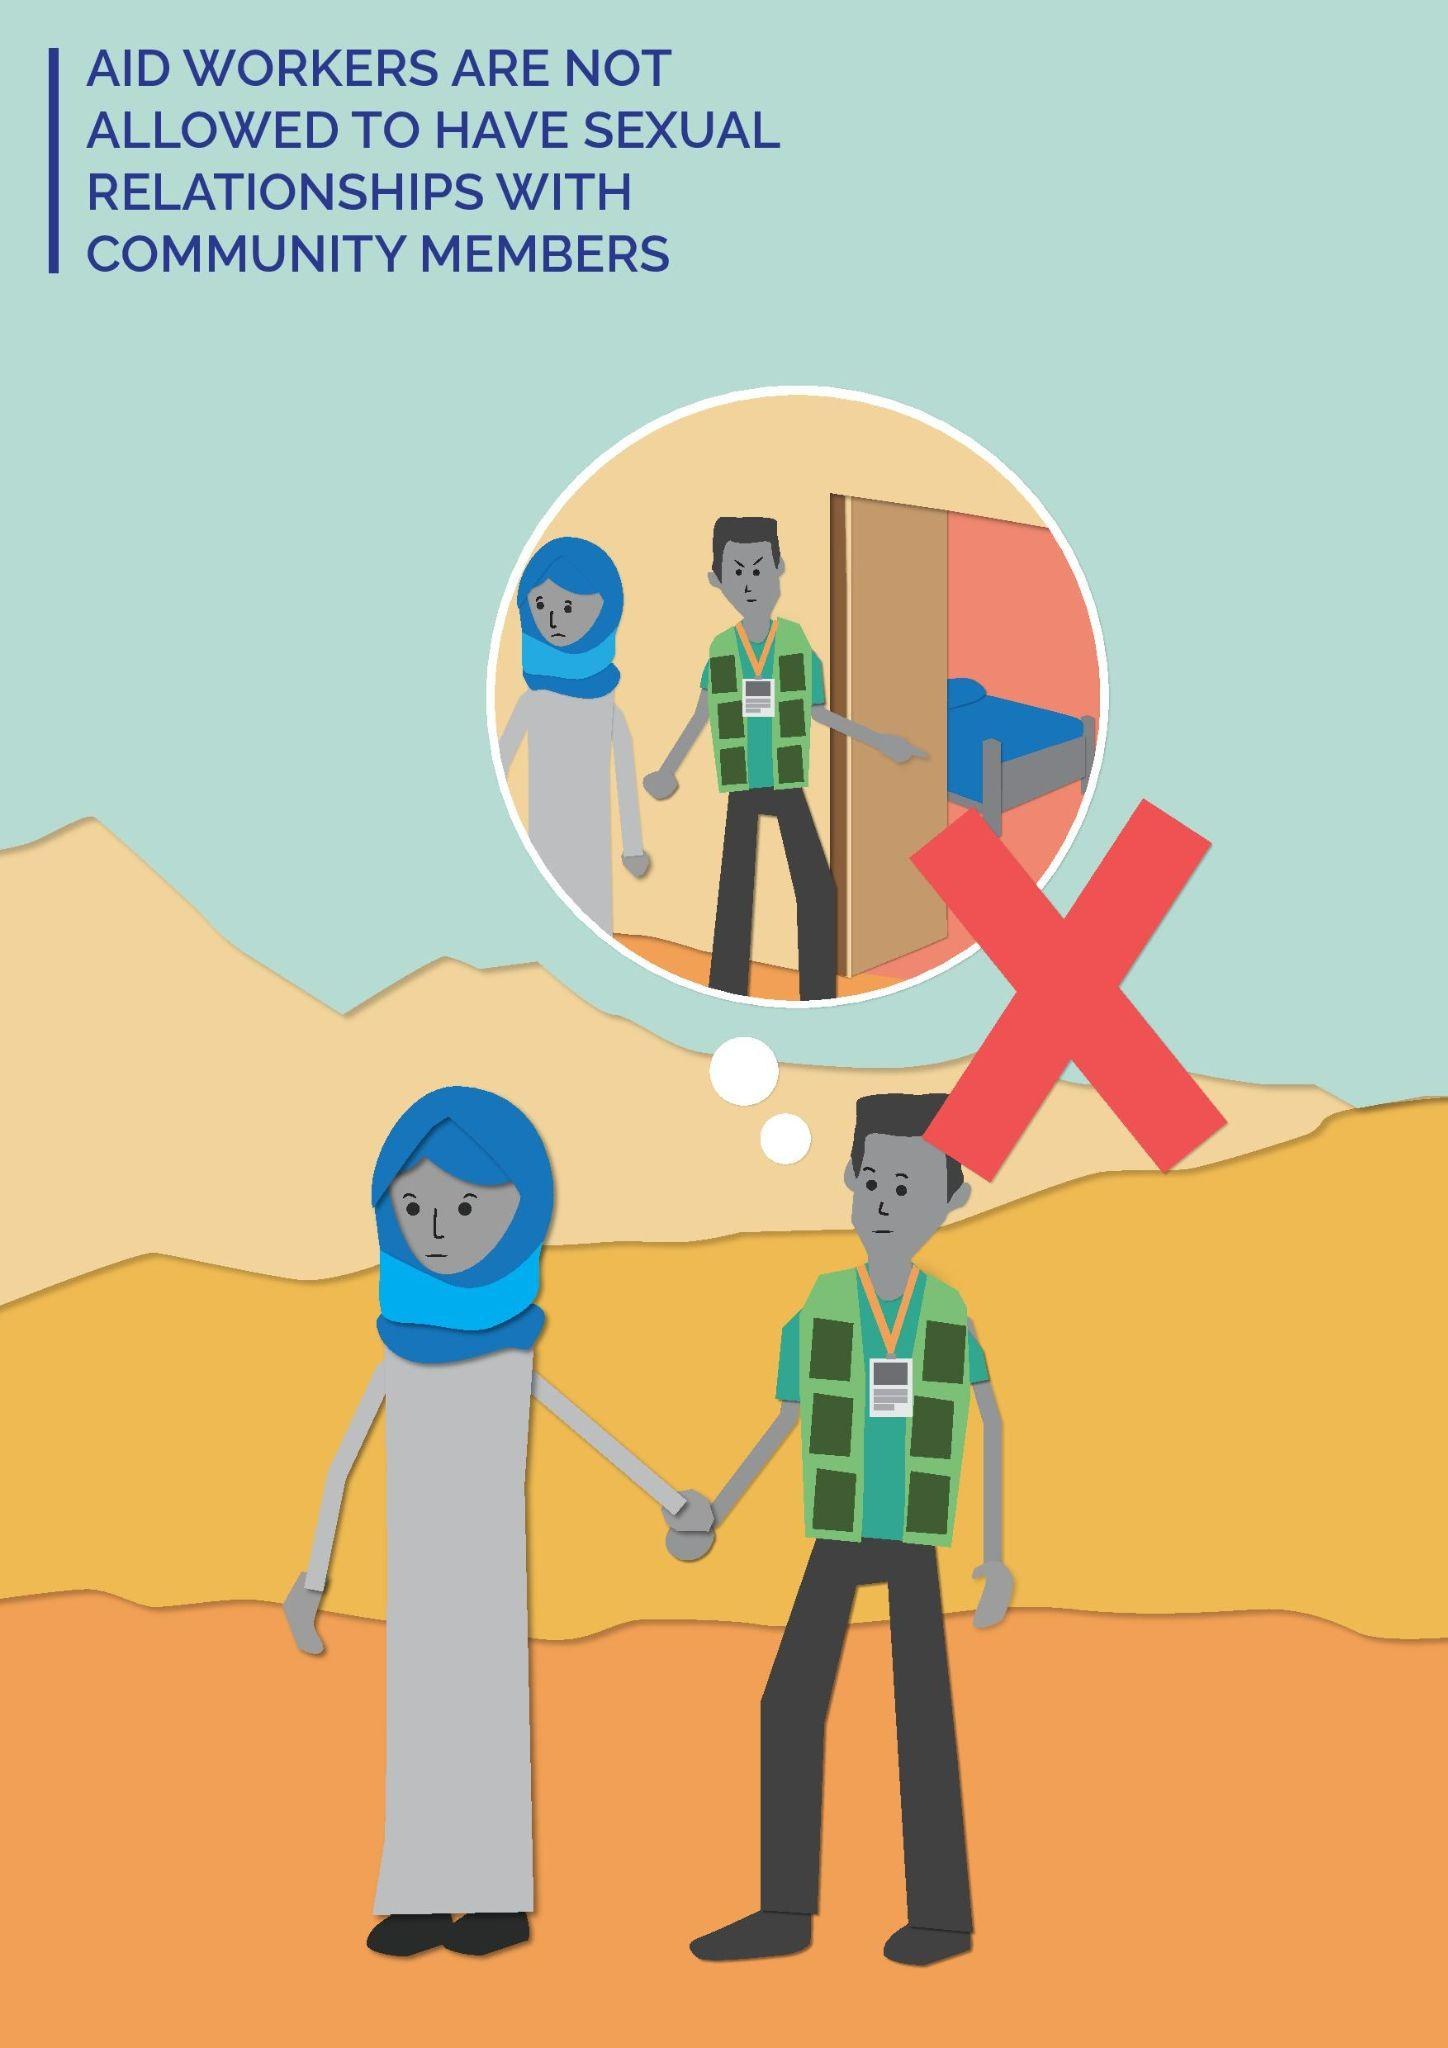 AID WORKERS ARE NOT
ALLOWED TO HAVE SEXUAL
RELATIONSHIPS WITH
COMMUNITY MEMBERS